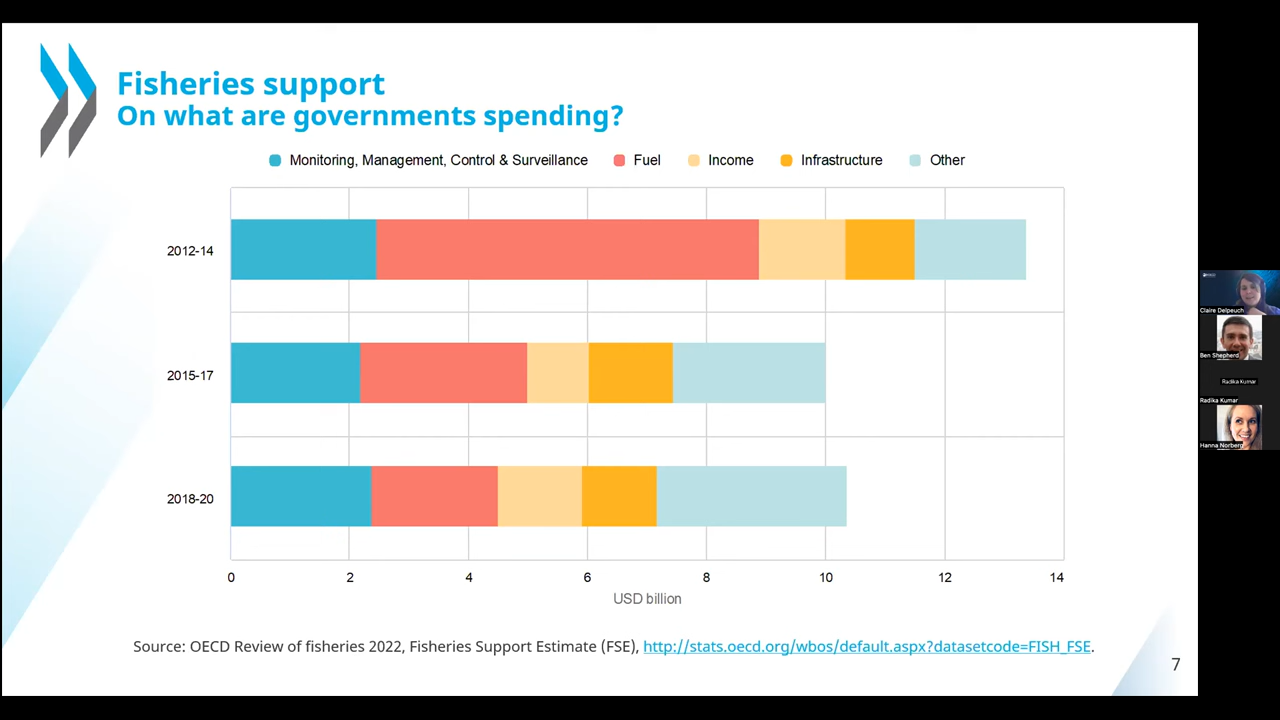 Fisheries support
On what are governments spending?
Monitoring, Management, Control & Surveillance Fuel Income Infrastructure Other
2012-14
2015-17
2018-20
0 2 4 6 8 10 12 14
USD billion
Source: OECD Review of fisheries 2022, Fisheries Support Estimate (FSE), http://stats.oecd.org/wbos/default.aspx?datasetcode=FISH_FSE.
7
Claire Delpeuch
Ben Shepherd
Radika Kumar
Radika Kumar
Hanna Norberg